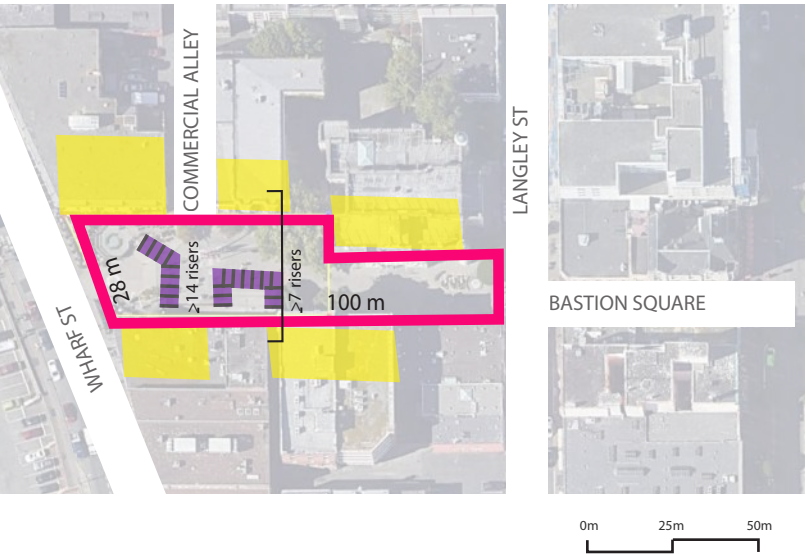 COMMERCIAL ALLEY
LANGLEY ST
28 m
>14 risers
>7 risers
100 m
BASTION SQUARE
WHARF ST
0m 25m 50m